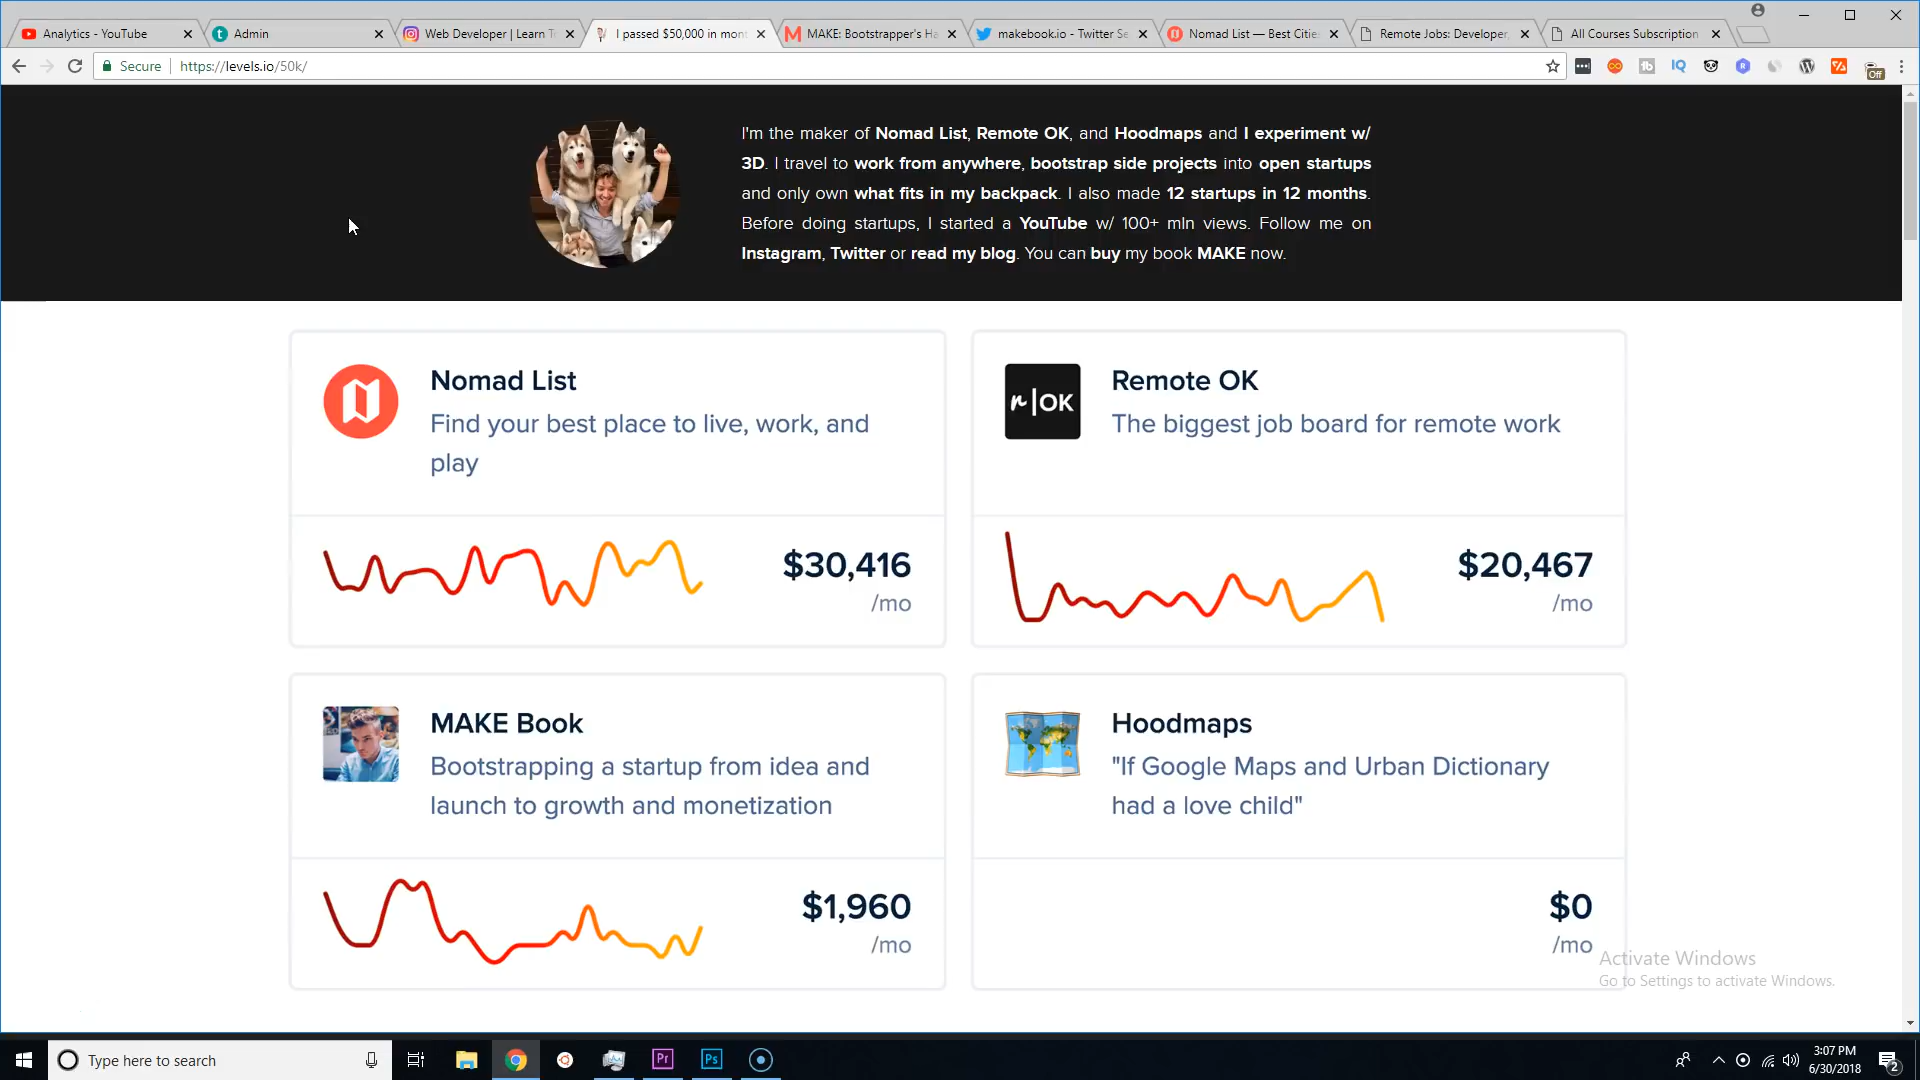 Analytics - YouTube
Admin
Web Developer | Learn T
I passed $50,000 in mon
MAKE: Bootstrapper's Ha
makebook.io - Twitter Se
Nomad List — Best Citie
Remote Jobs: Developer,
All Courses Subscription
Secure
https://levels.io/50k/
IQ
Off
I'm the maker of Nomad List, Remote OK, and Hoodmaps and I experiment w/
3D. I travel to work from anywhere, bootstrap side projects into open startups
and only own what fits in my backpack. I also made 12 startups in 12 months.
Before doing startups, I started a YouTube w/ 100+ mln views. Follow me on
Instagram, Twitter or read my blog. You can buy my book MAKE now.
Nomad List
Find your best place to live, work, and
play
$30,416
/mo
r|OK
Remote OK
The biggest job board for remote work
$20,467
/mo
MAKE Book
Bootstrapping a startup from idea and
launch to growth and monetization
$1,960
/mo
Hoodmaps
"If Google Maps and Urban Dictionary
had a love child"
$0
/mo
Activate Windows
Go to Settings to activate Windows.
Type here to search
Pr
Ps
3:07 PM
6/30/2018
2